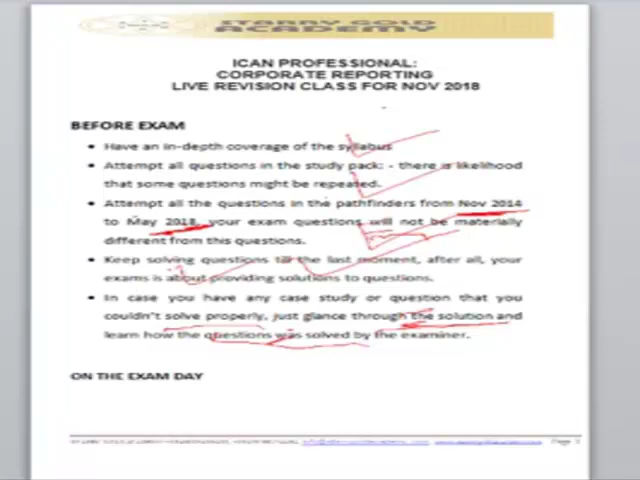 STARRY GOLD
ACADEMY
ICAN PROFESSIONAL:
CORPORATE REPORTING
LIVE REVISION CLASS FOR NOV 2018
BEFORE EXAM
• Have an in-depth coverage of the syllabus
• Attempt all questions in the study pack: - there is likelihood
that some questions might be repeated.
• Attempt all the questions in the pathfinders from Nov 2014
to May 2018, your exam questions will not be materially
different from this questions.
• Keep solving questions till the last moment, after all, your
exams is about providing solutions to questions.
• In case you have any case study or question that you
couldn't solve properly, just glance through the solution and
learn how the questions was solved by the examiner.
ON THE EXAM DAY
Page